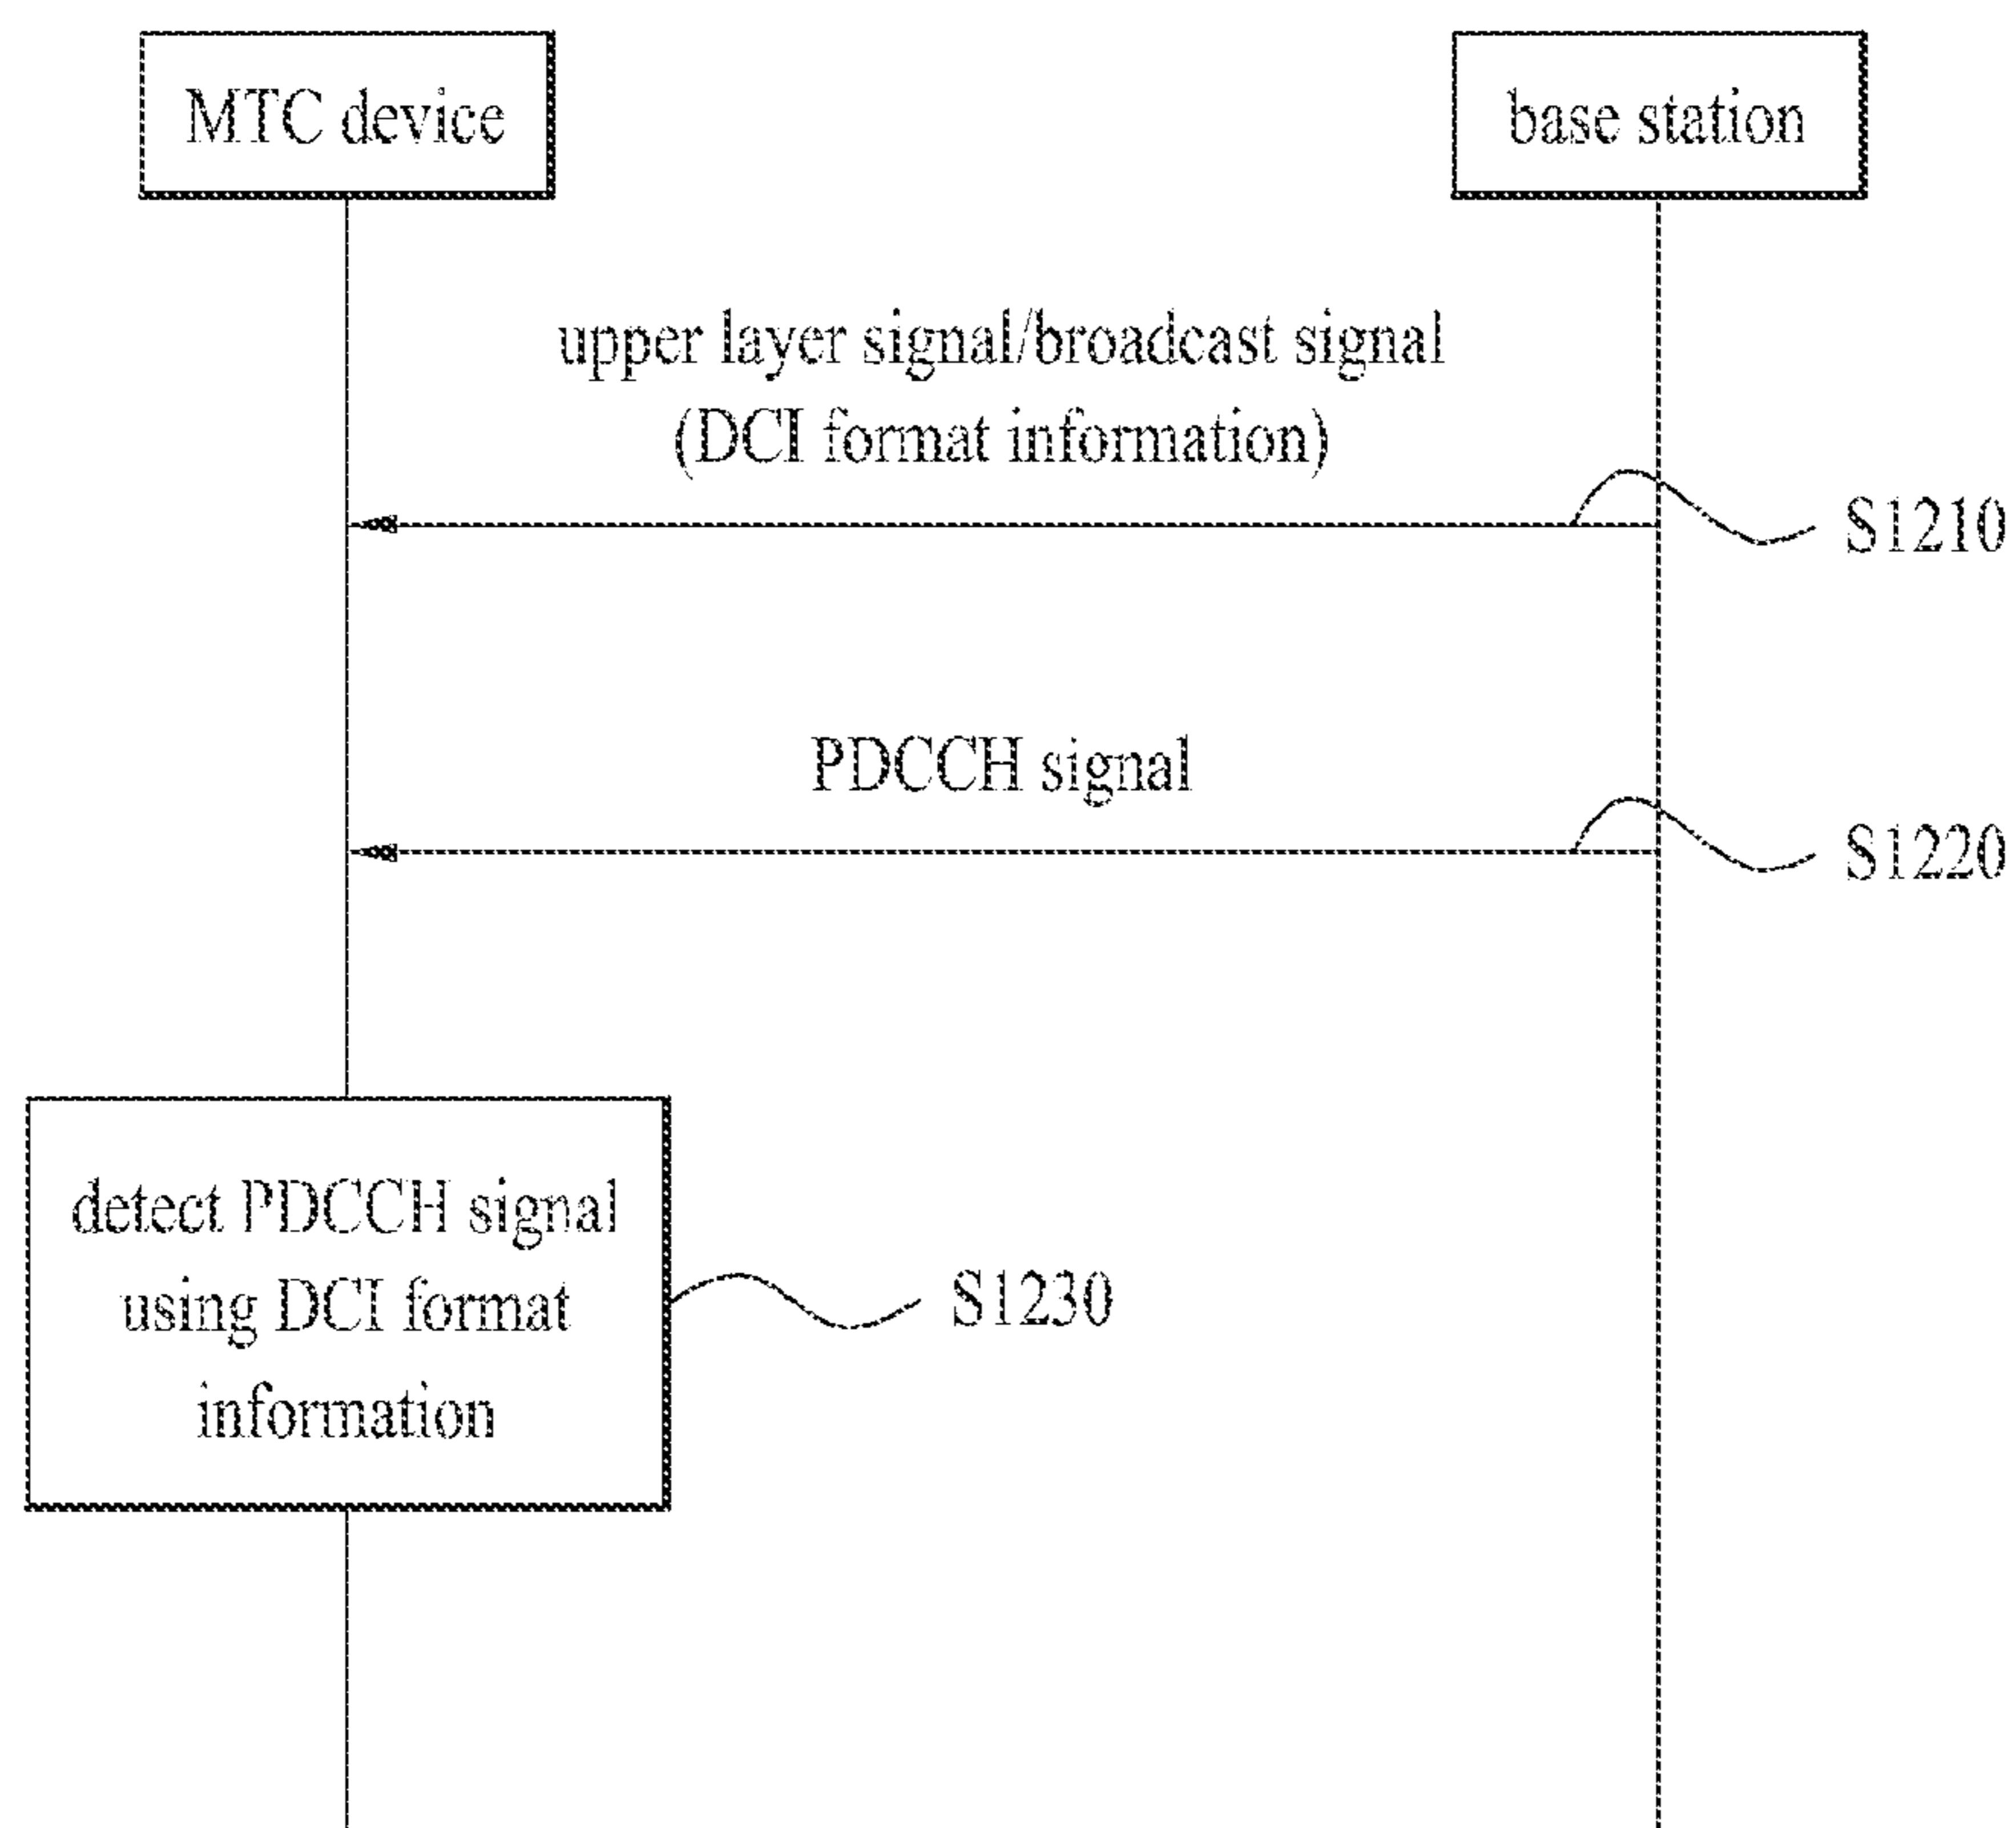 MTC device
base station
upper layer signal/broadcast signal
(DCI format information)
S1210
PDCCH signal
S1220
detect PDCCH signal
using DCI format
information
S1230